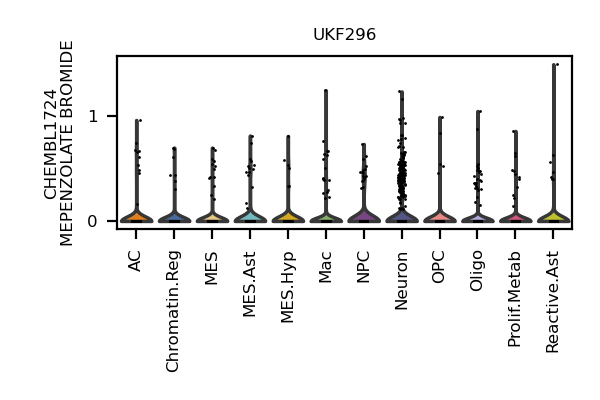 UKF296
CHEMBL1724
MEPENZOLATE BROMIDE
1
0
AC
Chromatin.Reg
MES
MES.Ast
MES.Hyp
Mac
NPC
Neuron
OPC
Oligo
Prolif.Metab
Reactive.Ast